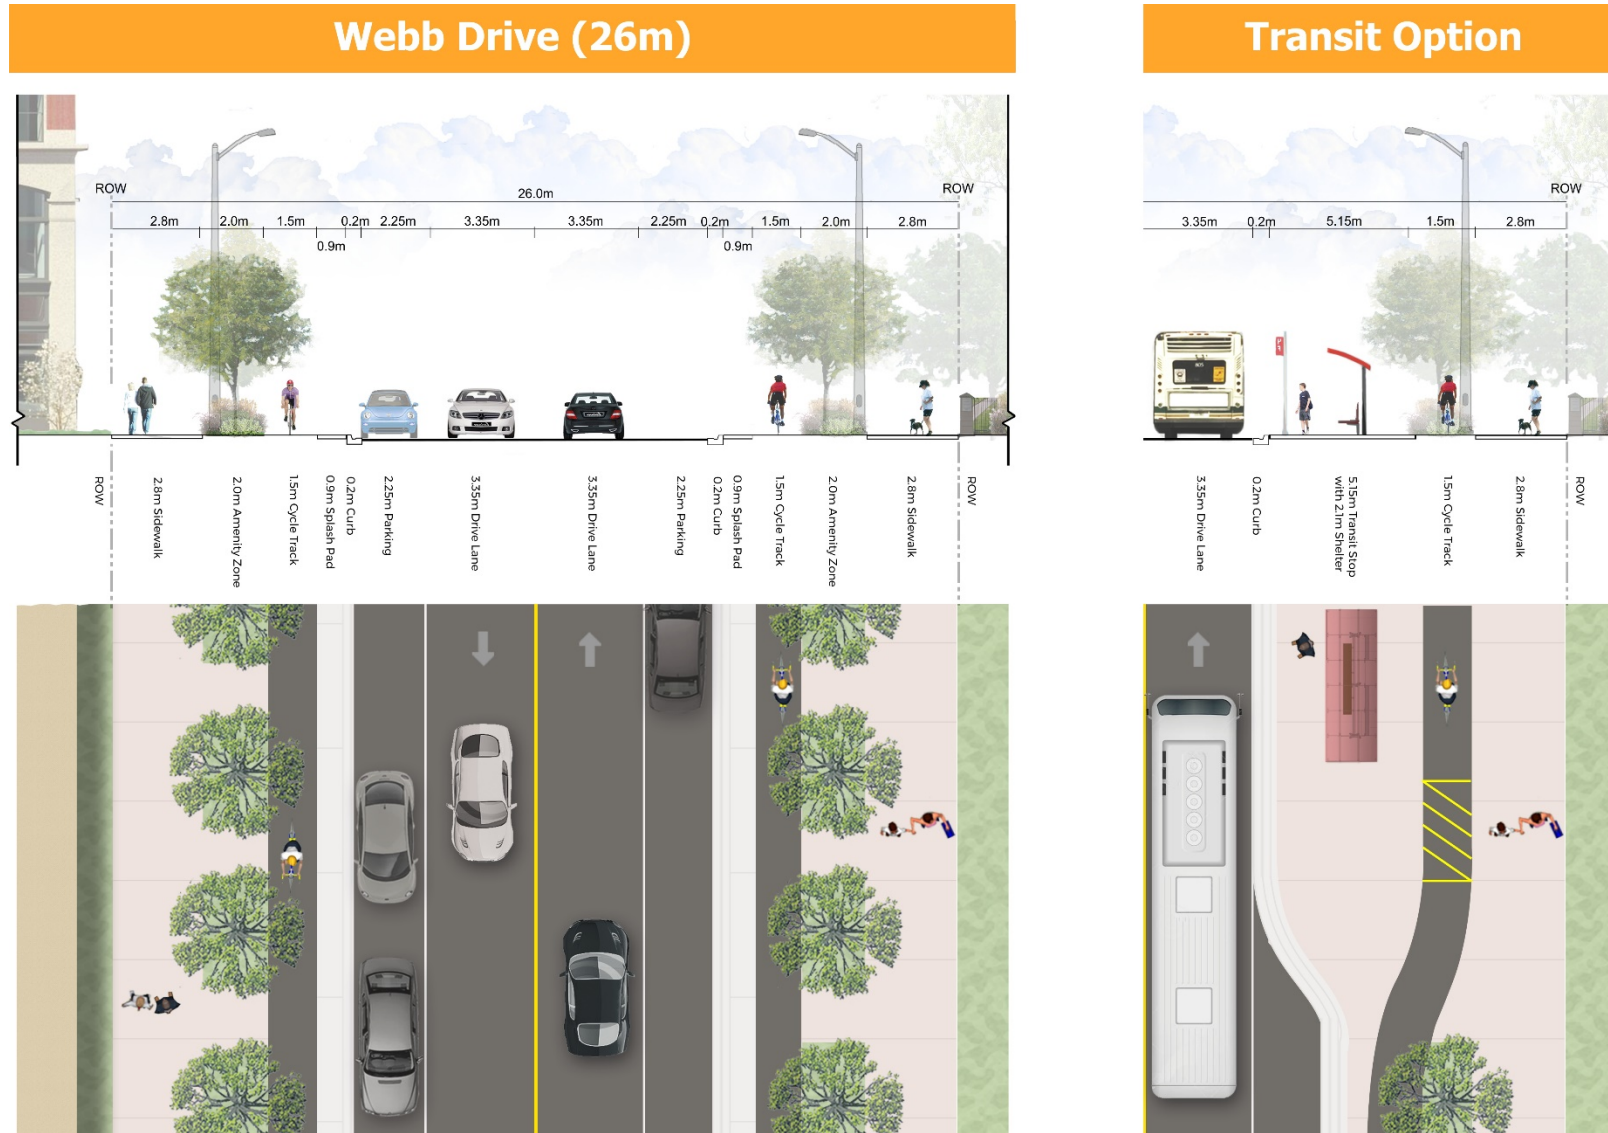 Webb Drive (26m)
Transit Option
ROW
ROW
26.0m
2.8m 2.0m 1.5m 0.2m 2.25m 3.35m 3.35m 2.25m 0.2m 1.5m 2.0m 2.8m
0.9m 0.9m
ROW
3.35m 0.2m 5.15m 1.5m 2.8m
ROW
2.8m Sidewalk
2.0m Amenity Zone
1.5m Cycle Track
0.9m Splash Pad
0.2m Curb
2.25m Parking
3.35m Drive Lane
3.35m Drive Lane
2.25m Parking
0.2m Curb
0.9m Splash Pad
1.5m Cycle Track
2.0m Amenity Zone
2.8m Sidewalk
ROW
3.35m Drive Lane
0.2m Curb
5.15m Transit Stop
with 2.1m Shelter
1.5m Cycle Track
2.8m Sidewalk
ROW